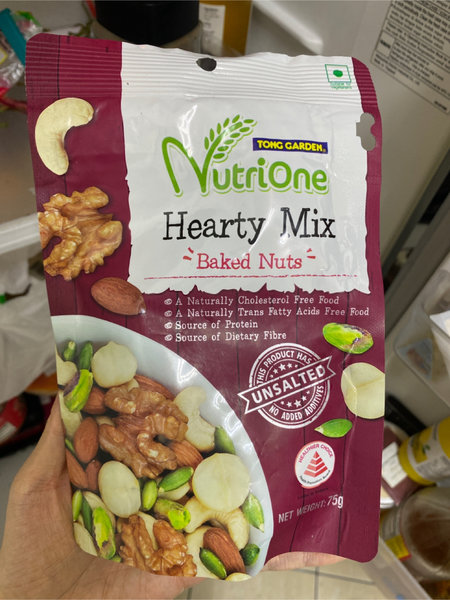 TONG GARDEN
NutriOne
Hearty Mix
Baked Nuts
A Naturally Cholesterol Free Food
A Naturally Trans Fatty Acids Free Food
Source of Protein
Source of Dietary Fibre
THIS PRODUCT HAS
UNSALTED
NO ADDED ADDITIVES
HEALTHIER CHOICE
NET WEIGHT: 75g